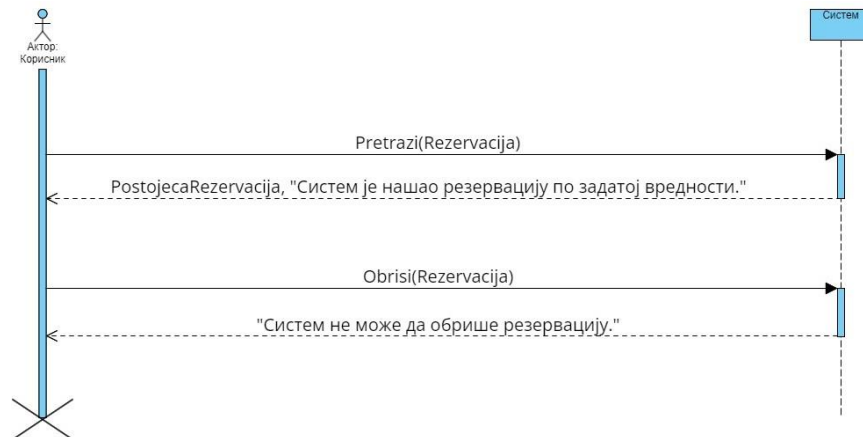 Актор:
Корисник
Систем
Pretrazi(Rezervacija)
PostojecaRezervacija, "Систем је нашао резервацију по задатој вредности."
Obrisi(Rezervacija)
"Систем не може да обрише резервацију."